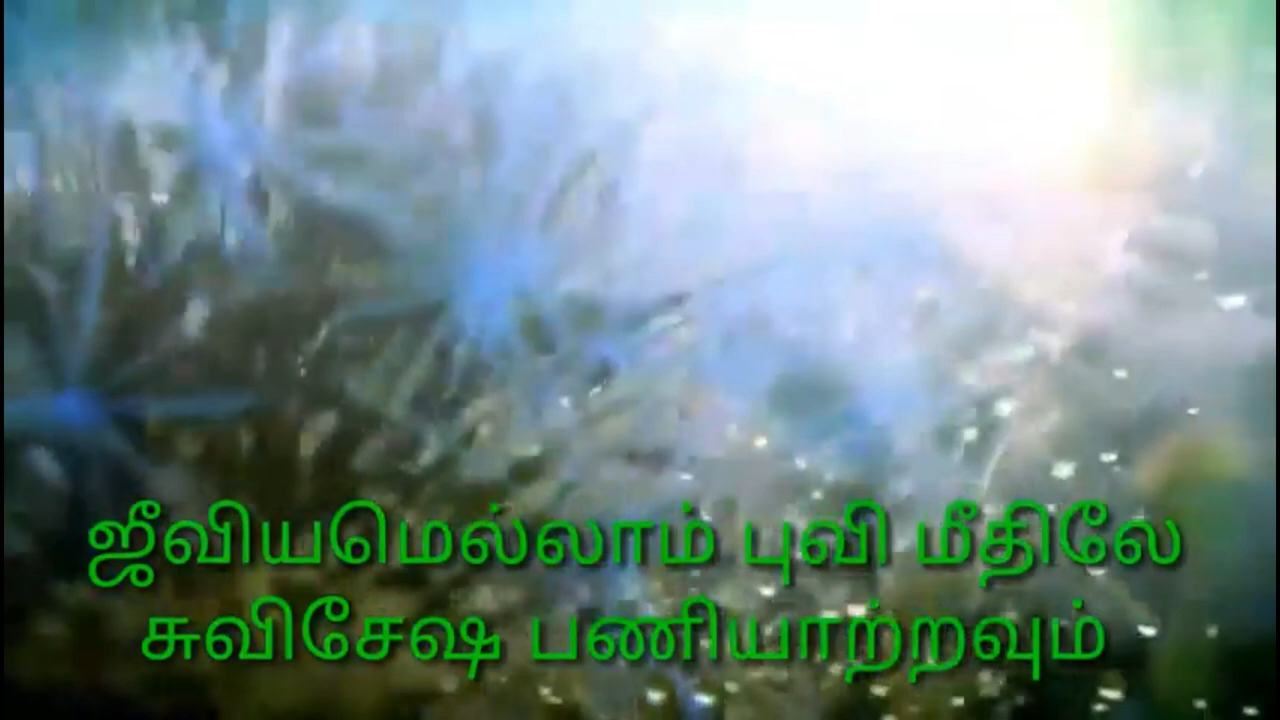 ஜீவியமெல்லாம் புவி மீதிலே
சுவிசேஷ பணியாற்றவும்